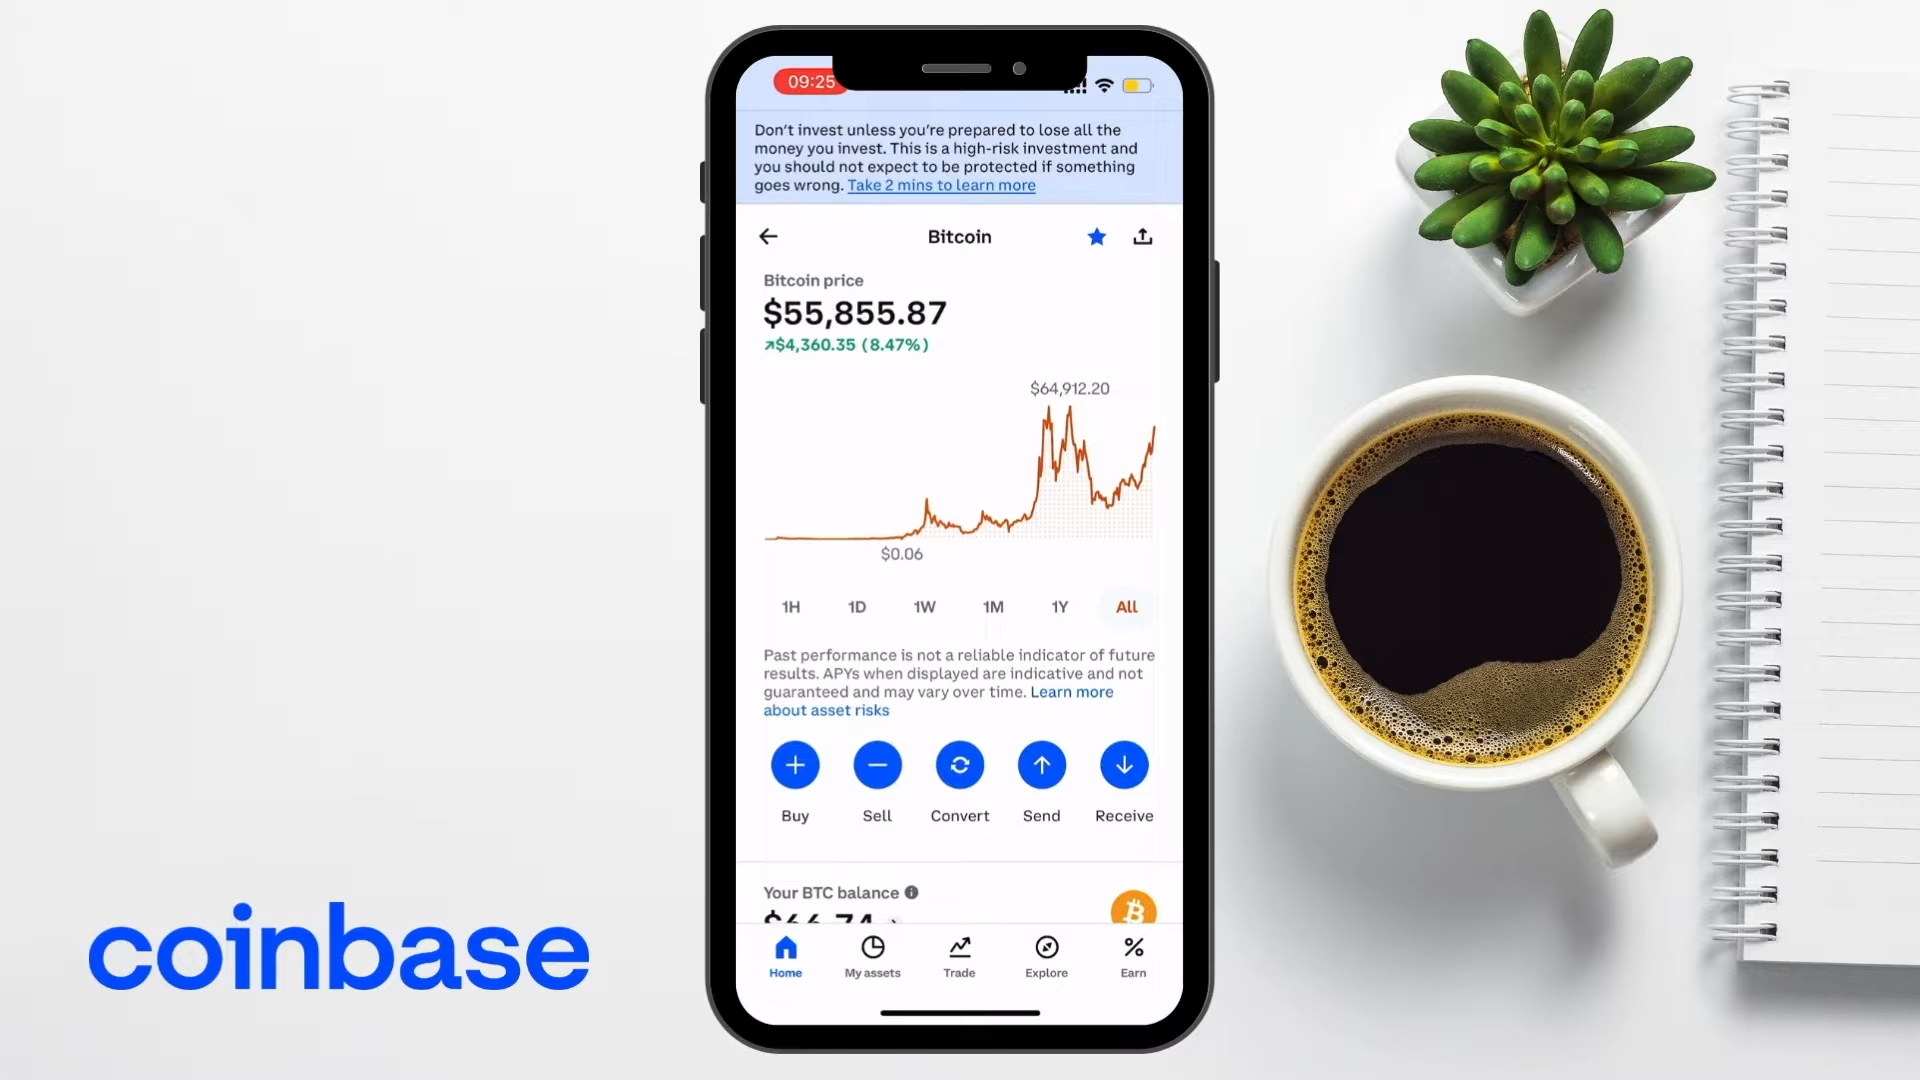 09:25
Don't invest unless you're prepared to lose all the
money you invest. This is a high-risk investment and
you should not expect to be protected if something
goes wrong. Take 2 mins to learn more
Bitcoin
Bitcoin price
$55,855.87
↗$4,360.35 (8.47%)
$64,912.20
$0.06
1H 1D 1W 1M 1Y All
Past performance is not a reliable indicator of future
results. APYs when displayed are indicative and not
guaranteed and may vary over time. Learn more
about asset risks
Buy Sell Convert Send Receive
Your BTC balance
$66.74
Home My assets Trade Explore Earn
coinbase